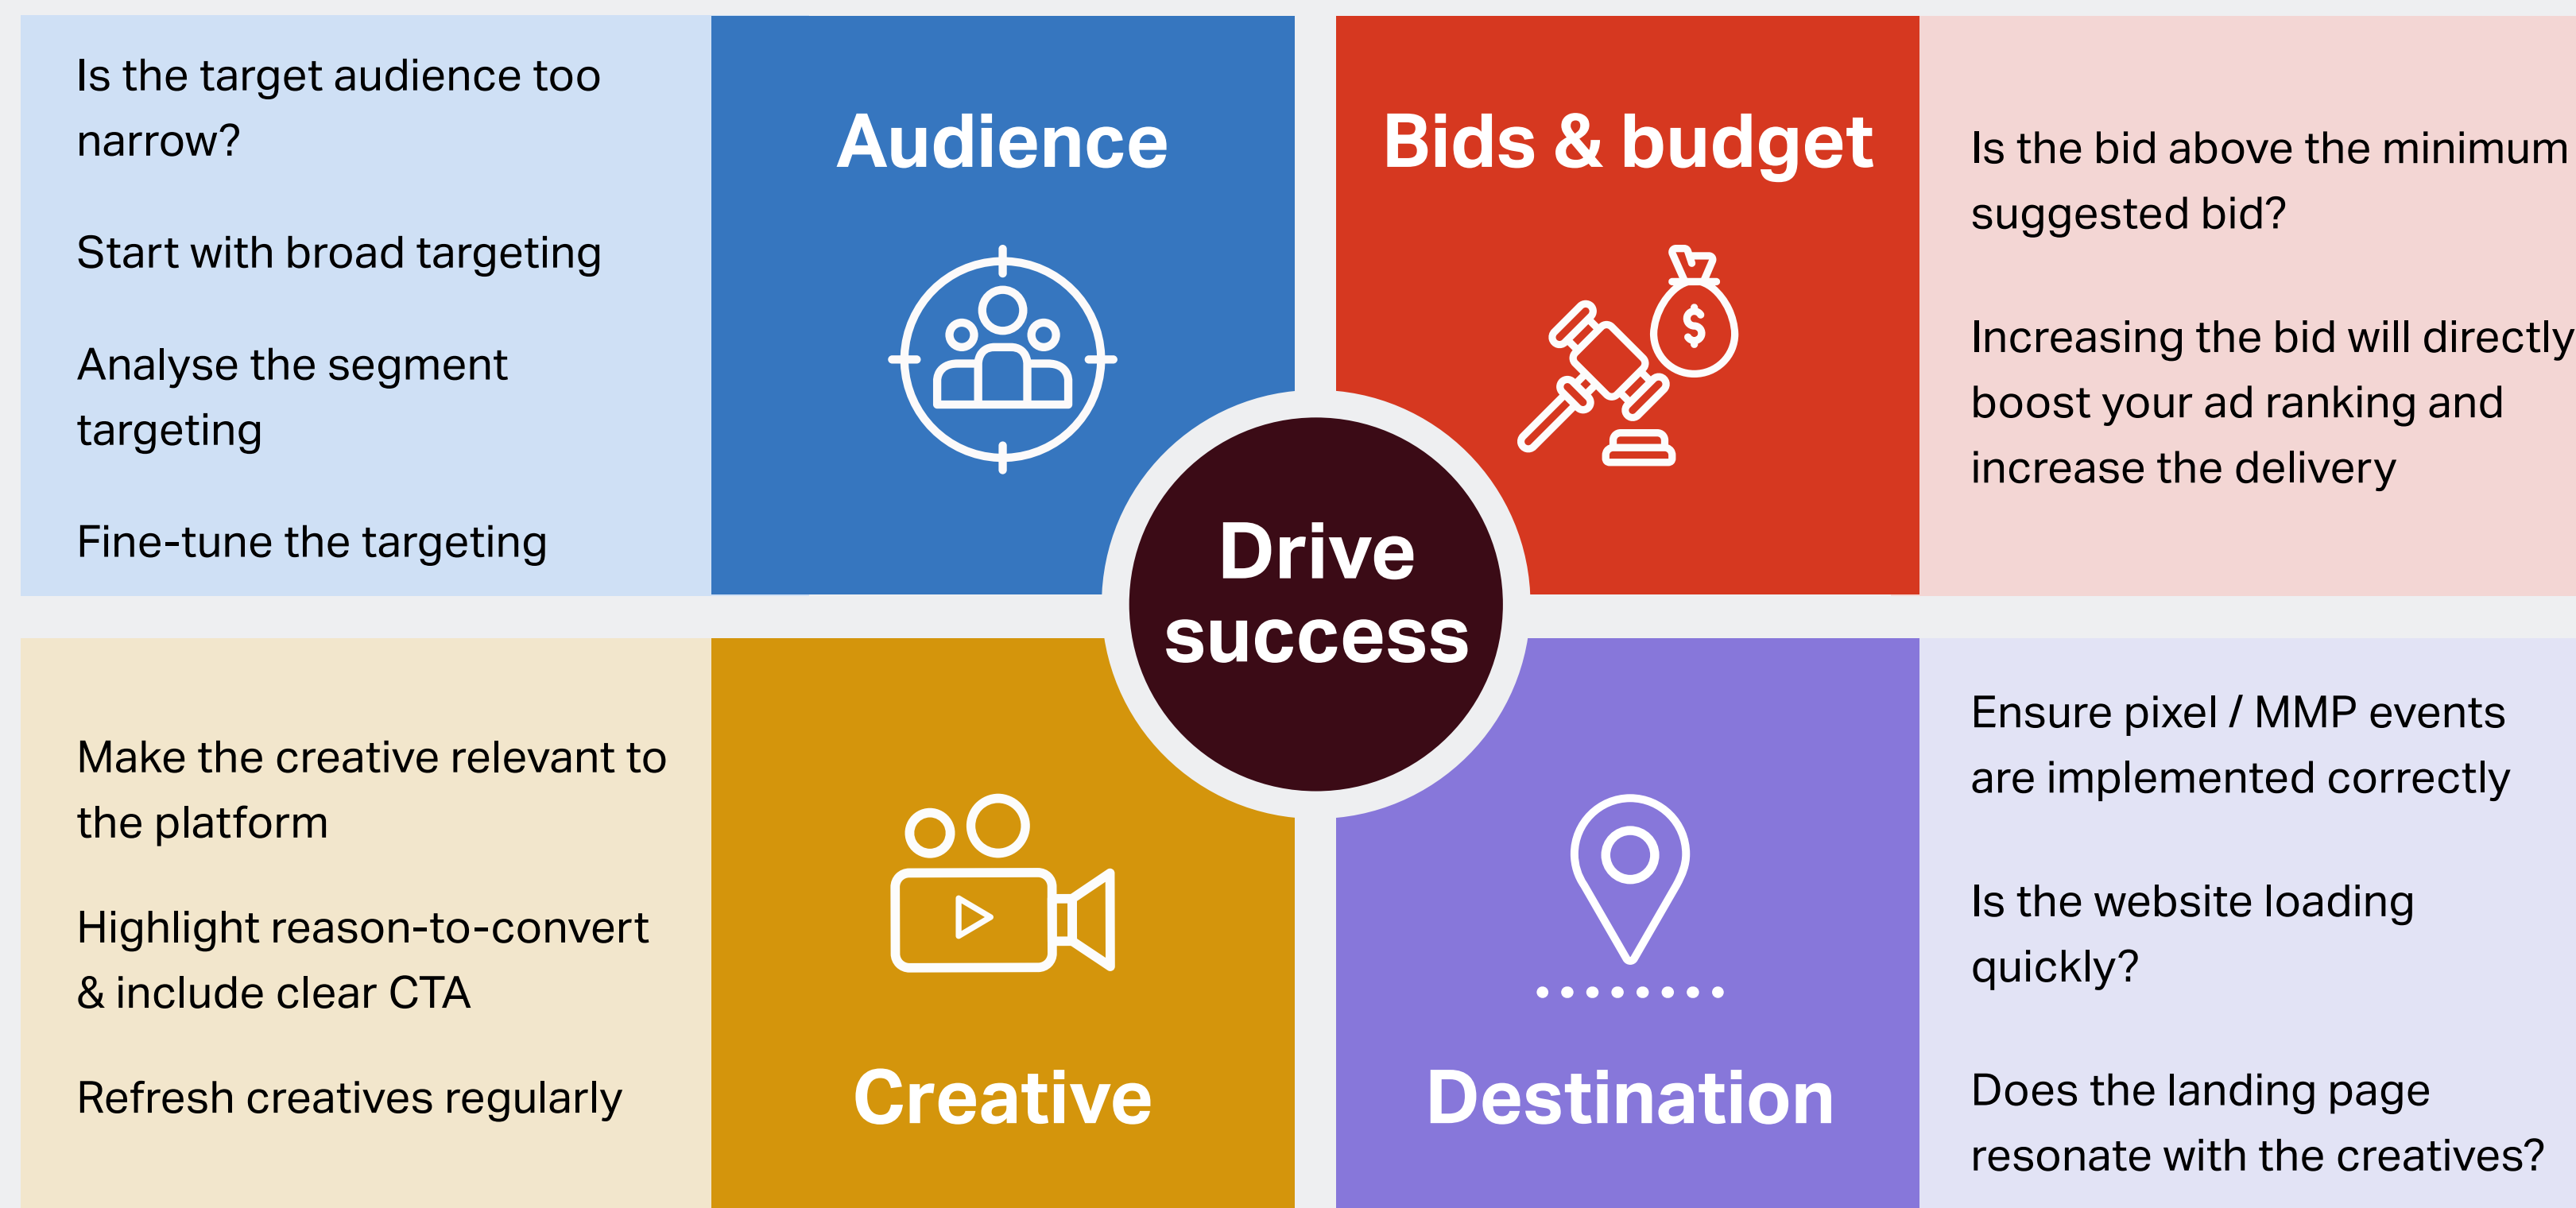 Is the target audience too
narrow?
Start with broad targeting
Analyse the segment
targeting
Fine-tune the targeting
Audience
Bids & budget
$
Is the bid above the minimum
suggested bid?
Increasing the bid will directly
boost your ad ranking and
increase the delivery
Drive
success
Make the creative relevant to
the platform
Highlight reason-to-convert
& include clear CTA
Refresh creatives regularly
Creative
Destination
Ensure pixel / MMP events
are implemented correctly
Is the website loading
quickly?
Does the landing page
resonate with the creatives?